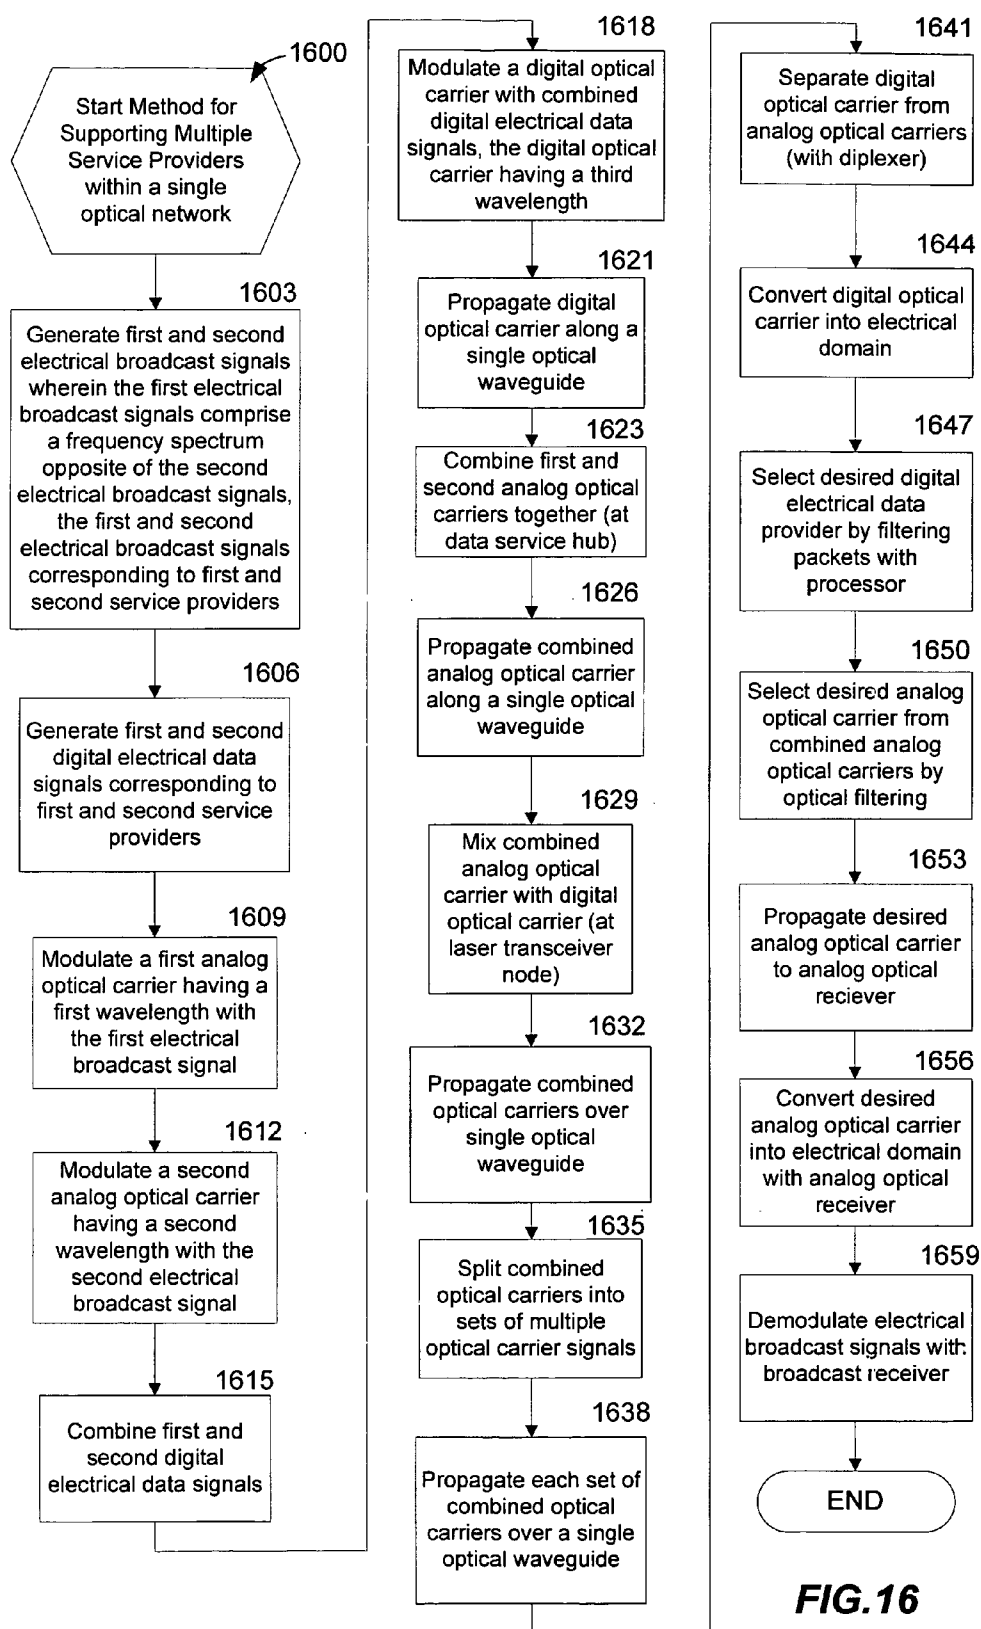 1600
Start Method for
Supporting Multiple
Service Providers
within a single
optical network
1603
Generate first and second
electrical broadcast signals
wherein the first electrical
broadcast signals comprise
a frequency spectrum
opposite of the second
electrical broadcast signals,
the first and second
electrical broadcast signals
corresponding to first and
second service providers
1606
Generate first and second
digital electrical data
signals corresponding to
first and second service
providers
1609
Modulate a first analog
optical carrier having a
first wavelength with
the first electrical
broadcast signal
1612
Modulate a second
analog optical carrier
having a second
wavelength with the
second electrical
broadcast signal
1615
Combine first and
second digital
electrical data signals
1618
Modulate a digital optical
carrier with combined
digital electrical data
signals, the digital optical
carrier having a third
wavelength
1621
Propagate digital
optical carrier along a
single optical
waveguide
1623
Combine first and
second analog optical
carriers together (at
data service hub)
1626
Propagate combined
analog optical carrier
along a single optical
waveguide
1629
Mix combined
analog optical
carrier with digital
optical carrier (at
laser transceiver
node)
1632
Propagate combined
optical carriers over
single optical
waveguide
1635
Split combined
optical carriers into
sets of multiple
optical carrier signals
1638
Propagate each set of
combined optical
carriers over a single
optical waveguide
1641
Separate digital
optical carrier from
analog optical carriers
(with diplexer)
1644
Convert digital optical
carrier into electrical
domain
1647
Select desired digital
electrical data
provider by filtering
packets with
processor
1650
Select desired analog
optical carrier from
combined analog
optical carriers by
optical filtering
1653
Propagate desired
analog optical carrier
to analog optical
reciever
1656
Convert desired
analog optical carrier
into electrical domain
with analog optical
receiver
1659
Demodulate electrical
broadcast signals with
broadcast receiver
END
FIG.16